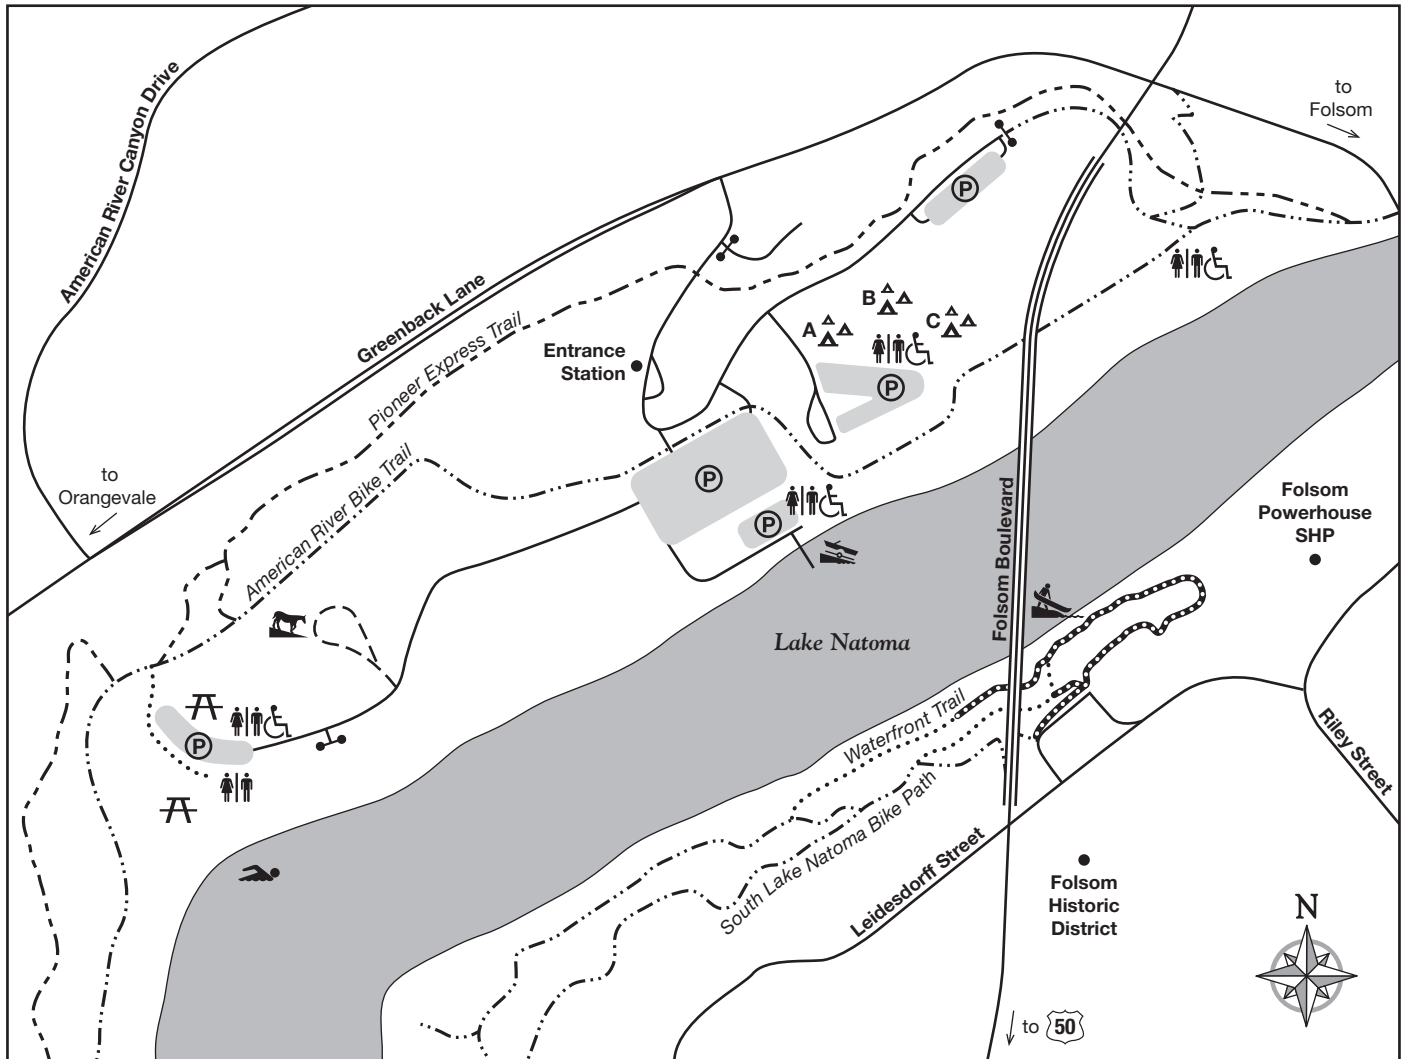 American River Canyon Drive
to
Folsom
Greenback Lane
Pioneer Express Trail
P
Entrance
Station
A
B
C
P
to
Orangevale
American River Bike Trail
P
P
Folsom Boulevard
Folsom
Powerhouse
SHP
Lake Natoma
P
Waterfront Trail
Riley Street
South Lake Natoma Bike Path
Leidesdorff Street
Folsom
Historic
District
N
to 50